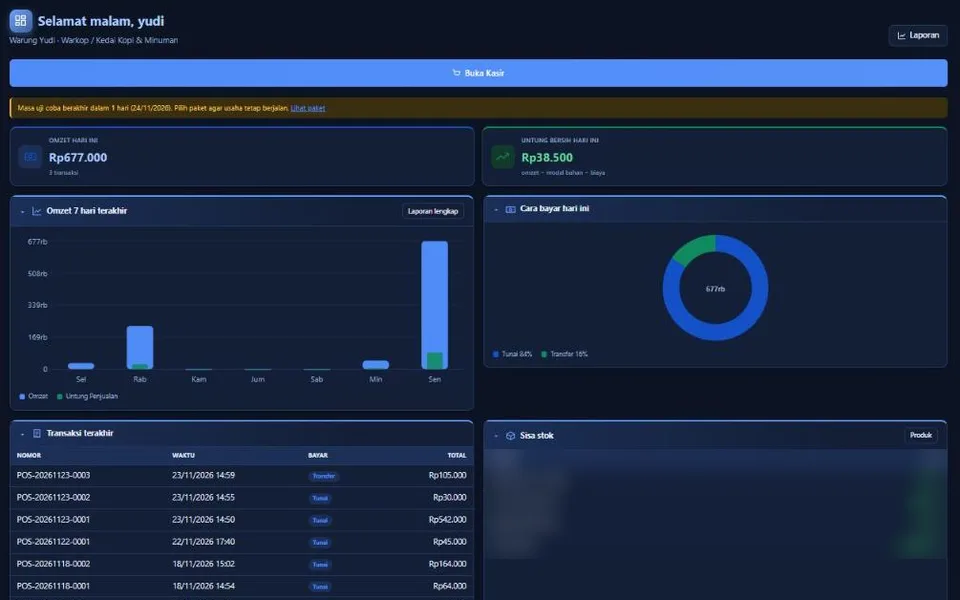 Selamat malam, yudi
Warung Yudi · Warkop / Kedai Kopi & Minuman
Laporan
Buka Kasir
Masa uji coba berakhir dalam 1 hari (24/11/2026). Pilih paket agar usaha tetap berjalan. Lihat paket
OMZET HARI INI
Rp677.000
3 transaksi
UNTUNG BERSIH HARI INI
Rp38.500
omzet − modal bahan − biaya
Omzet 7 hari terakhir
Laporan lengkap
677rb
508rb
339rb
169rb
0
Sel Rab Kam Jum Sab Min Sen
Omzet Untung Penjualan
Cara bayar hari ini
677rb
Tunai 84% Transfer 16%
Transaksi terakhir
NOMOR WAKTU BAYAR TOTAL
POS-20261123-0003 23/11/2026 14:59 Transfer Rp105.000
POS-20261123-0002 23/11/2026 14:55 Tunai Rp30.000
POS-20261123-0001 23/11/2026 14:50 Tunai Rp542.000
POS-20261122-0001 22/11/2026 17:40 Tunai Rp45.000
POS-20261118-0002 18/11/2026 15:02 Tunai Rp164.000
POS-20261118-0001 18/11/2026 14:54 Tunai Rp64.000
Sisa stok
Produk